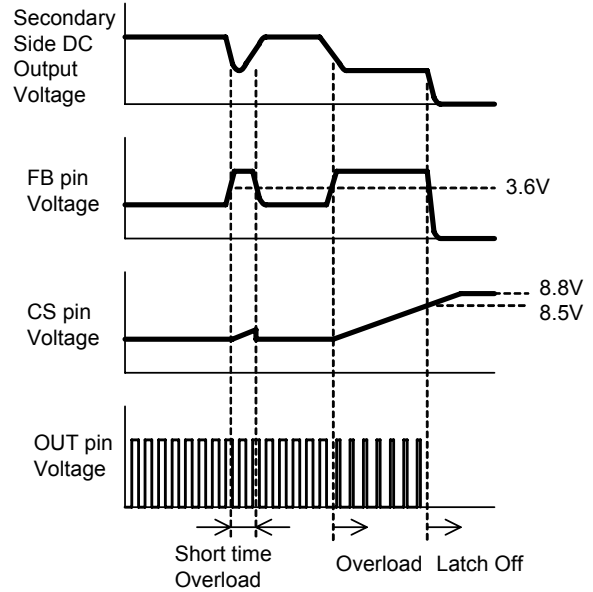 Secondary
Side DC
Output
Voltage
FB pin
Voltage
3.6V
CS pin
Voltage
8.8V
8.5V
OUT pin
Voltage
Short time
Overload
Overload
Latch Off